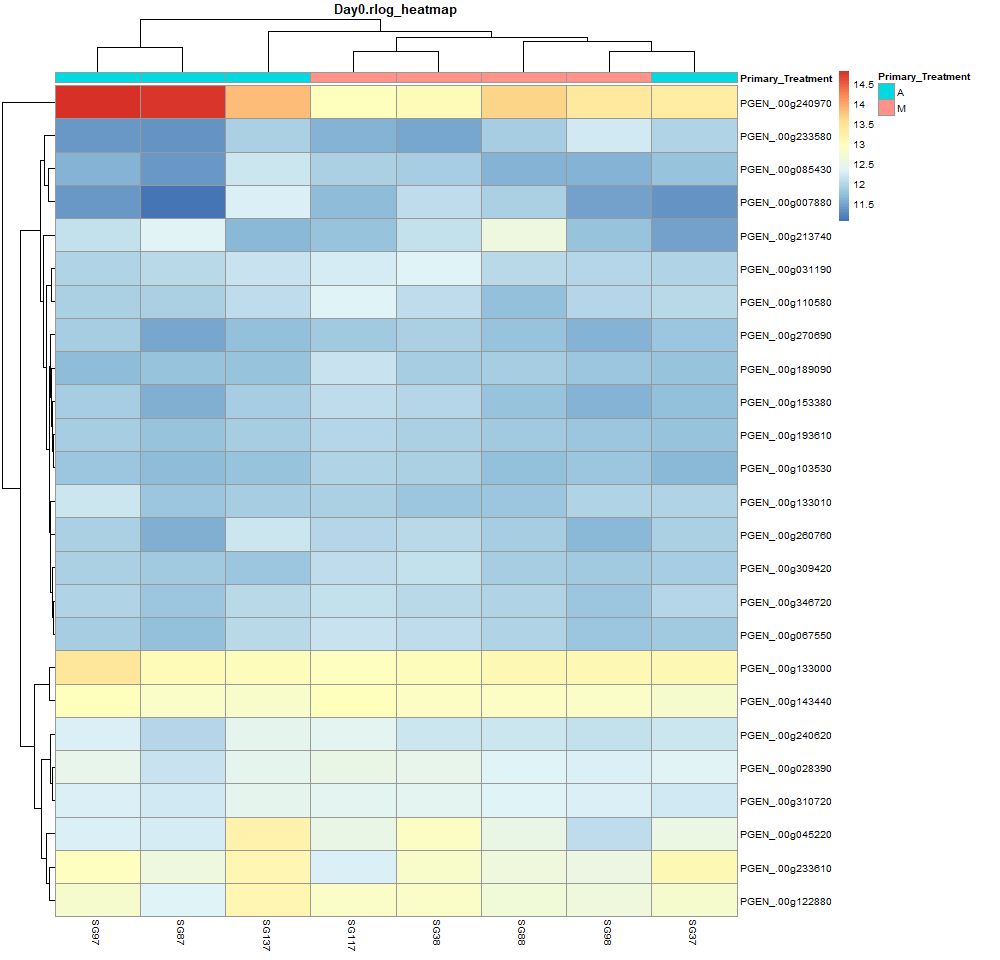 Day0.rlog_heatmap
Primary_Treatment
PGEN_.00g240970
PGEN_.00g233580
PGEN_.00g085430
PGEN_.00g007880
PGEN_.00g213740
PGEN_.00g031190
PGEN_.00g110580
PGEN_.00g270690
PGEN_.00g189090
PGEN_.00g153380
PGEN_.00g193610
PGEN_.00g103530
PGEN_.00g133010
PGEN_.00g260760
PGEN_.00g309420
PGEN_.00g346720
PGEN_.00g067550
PGEN_.00g133000
PGEN_.00g143440
PGEN_.00g240620
PGEN_.00g028390
PGEN_.00g310720
PGEN_.00g045220
PGEN_.00g233610
PGEN_.00g122880
14.5
14
13.5
13
12.5
12
11.5
Primary_Treatment
A
M
SG97
SG87
SG137
SG117
SG38
SG88
SG98
SG37